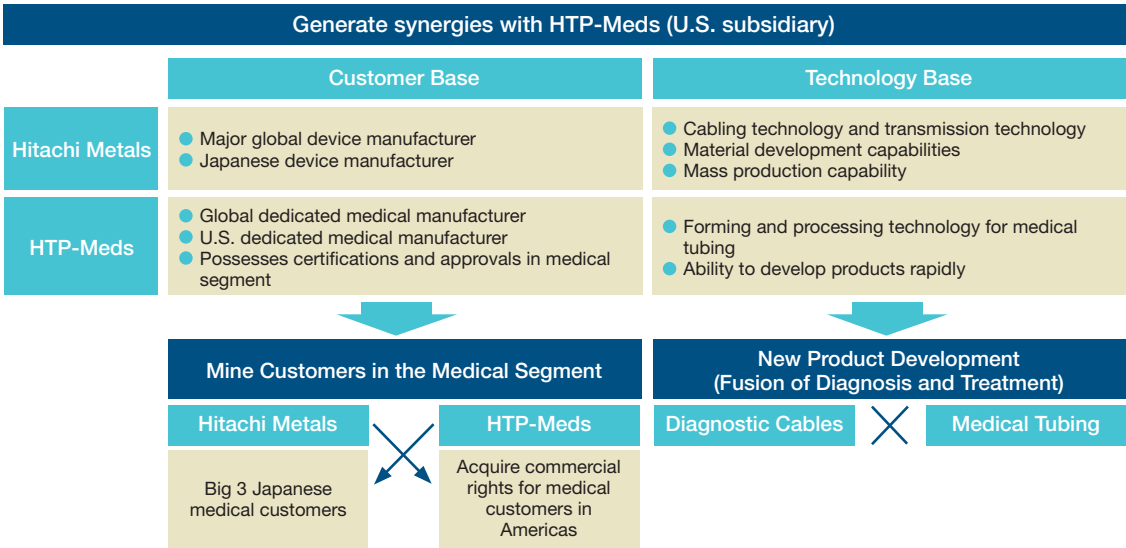 Generate synergies with HTP-Meds (U.S. subsidiary)
Customer Base
Technology Base
Hitachi Metals
● Major global device manufacturer
● Japanese device manufacturer
● Cabling technology and transmission technology
● Material development capabilities
● Mass production capability
HTP-Meds
● Global dedicated medical manufacturer
● U.S. dedicated medical manufacturer
● Possesses certifications and approvals in medical
segment
● Forming and processing technology for medical
tubing
● Ability to develop products rapidly
Mine Customers in the Medical Segment
New Product Development
(Fusion of Diagnosis and Treatment)
Hitachi Metals
HTP-Meds
Diagnostic Cables
Medical Tubing
Big 3 Japanese
medical customers
Acquire commercial
rights for medical
customers in
Americas